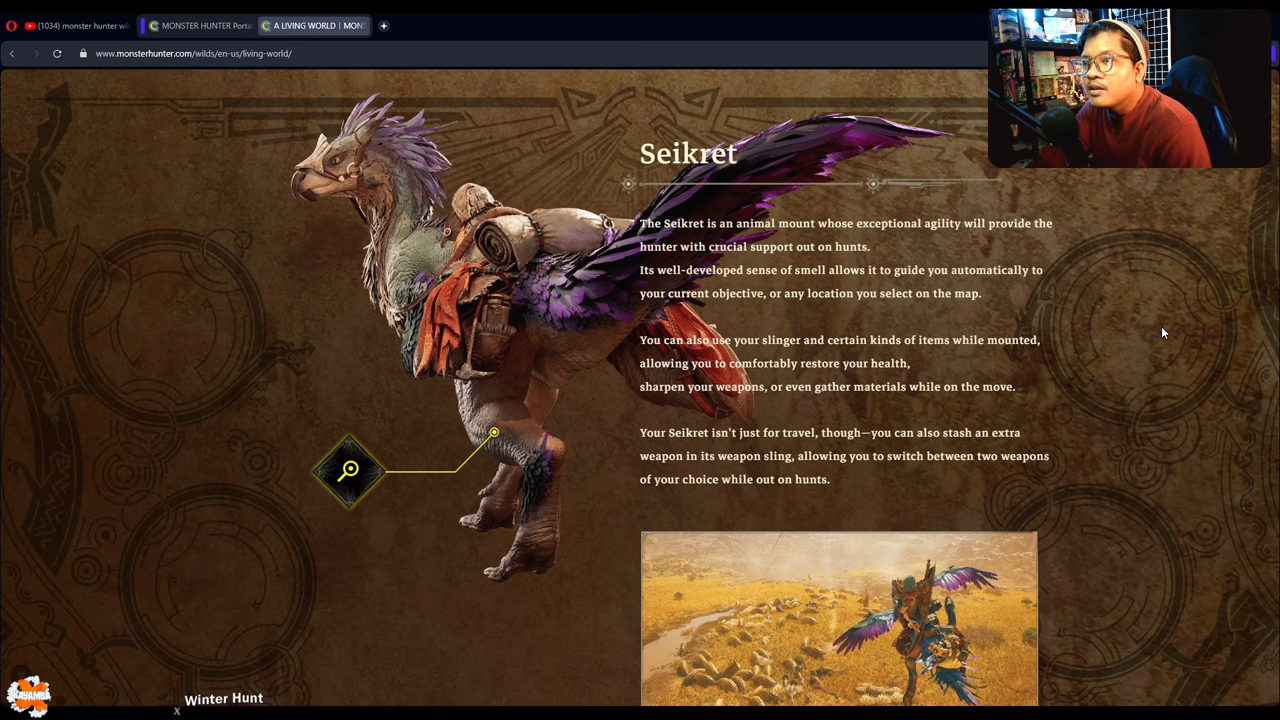 (1034) monster hunter wil
MONSTER HUNTER Porta
A LIVING WORLD | MON
www.monsterhunter.com/wilds/en-us/living-world/
Seikret
The Seikret is an animal mount whose exceptional agility will provide the
hunter with crucial support out on hunts.
Its well-developed sense of smell allows it to guide you automatically to
your current objective, or any location you select on the map.
You can also use your slinger and certain kinds of items while mounted,
allowing you to comfortably restore your health,
sharpen your weapons, or even gather materials while on the move.
Your Seikret isn't just for travel, though—you can also stash an extra
weapon in its weapon sling, allowing you to switch between two weapons
of your choice while out on hunts.
Winter Hunt
x